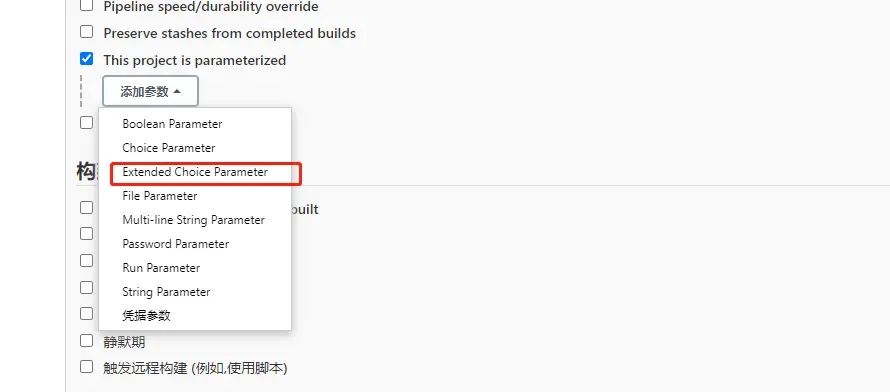 Pipeline speed/durability override
Preserve stashes from completed builds
This project is parameterized
添加参数
Boolean Parameter
Choice Parameter
构
Extended Choice Parameter
File Parameter
built
Multi-line String Parameter
Password Parameter
Run Parameter
String Parameter
凭据参数
静默期
触发远程构建 (例如,使用脚本)